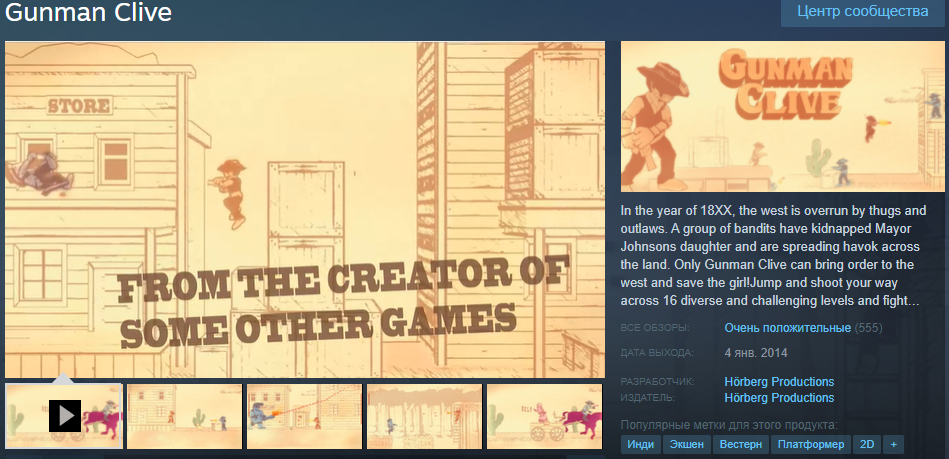 Gunman Clive
Центр сообщества
STORE
FROM THE CREATOR OF
SOME OTHER GAMES
GUNMAN
CLIVE
In the year of 18XX, the west is overrun by thugs and
outlaws. A group of bandits have kidnapped Mayor
Johnsons daughter and are spreading havok across
the land. Only Gunman Clive can bring order to the
west and save the girl!Jump and shoot your way
across 16 diverse and challenging levels and fight...
ВСЕ ОБЗОРЫ: Очень положительные (555)
ДАТА ВЫХОДА: 4 янв. 2014
РАЗРАБОТЧИК: Hörberg Productions
ИЗДАТЕЛЬ: Hörberg Productions
Популярные метки для этого продукта:
Инди Экшен Вестерн Платформер 2D +